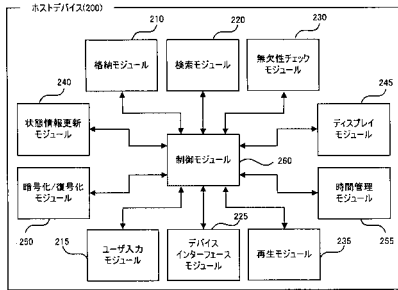 ホストデバイス(200)
210
220
230
格納モジュール
検索モジュール
無欠性チェック
モジュール
240
245
状態情報更新
モジュール
ディスプレイ
モジュール
制御モジュール
260
暗号化/復号化
モジュール
時間管理
モジュール
250
225
255
ユーザ入力
モジュール
デバイス
インターフェース
モジュール
再生モジュール
215
235